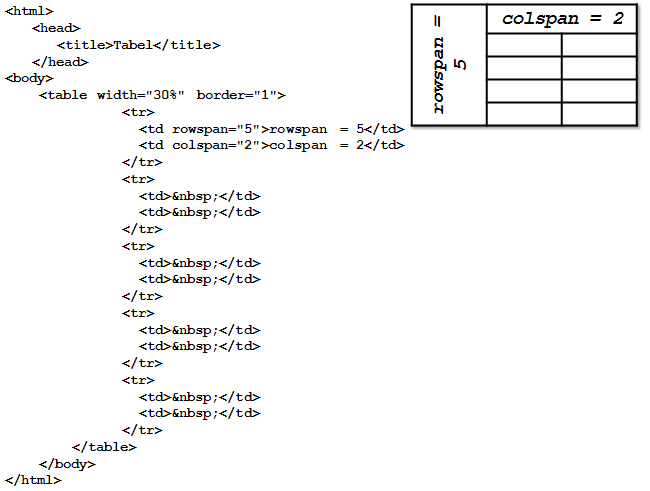 <html>
<head>
<title>Tabel</title>
</head>
<body>
<table width="30%" border="1">
<tr>
<td rowspan="5">rowspan = 5</td>
<td colspan="2">colspan = 2</td>
</tr>
<tr>
<td>&nbsp;</td>
<td>&nbsp;</td>
</tr>
<tr>
<td>&nbsp;</td>
<td>&nbsp;</td>
</tr>
<tr>
<td>&nbsp;</td>
<td>&nbsp;</td>
</tr>
<tr>
<td>&nbsp;</td>
<td>&nbsp;</td>
</tr>
</table>
</body>
</html>
rowspan =
5
colspan = 2